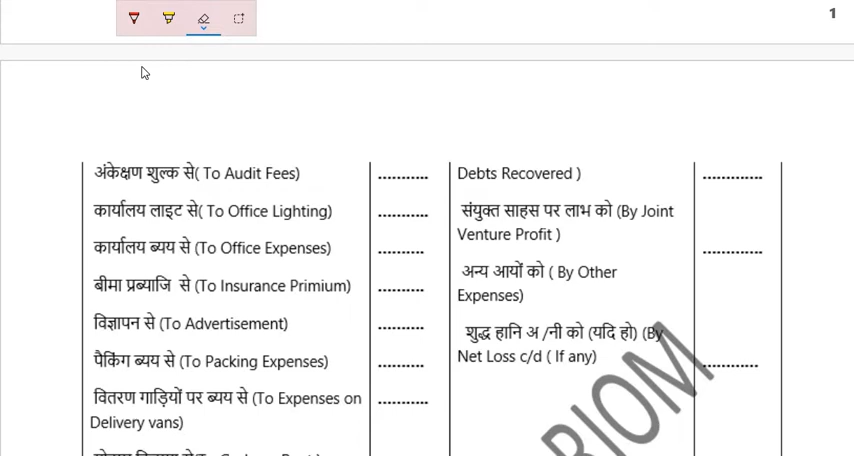 1
अंकेक्षण शुल्क से( To Audit Fees) ...........
कार्यालय लाइट से( To Office Lighting) ...........
कार्यालय ब्यय से (To Office Expenses) ..........
बीमा प्रब्याजि से (To Insurance Primium) ..........
विज्ञापन से (To Advertisement) ..........
पैकिंग ब्यय से (To Packing Expenses) ..........
वितरण गाड़ियों पर ब्यय से (To Expenses on ...........
Delivery vans)
Debts Recovered ) .............
संयुक्त साहस पर लाभ को (By Joint
Venture Profit ) .............
अन्य आयों को ( By Other
Expenses)
शुद्ध हानि अ /नी को (यदि हो) (By
Net Loss c/d ( If any) ............
RIOM